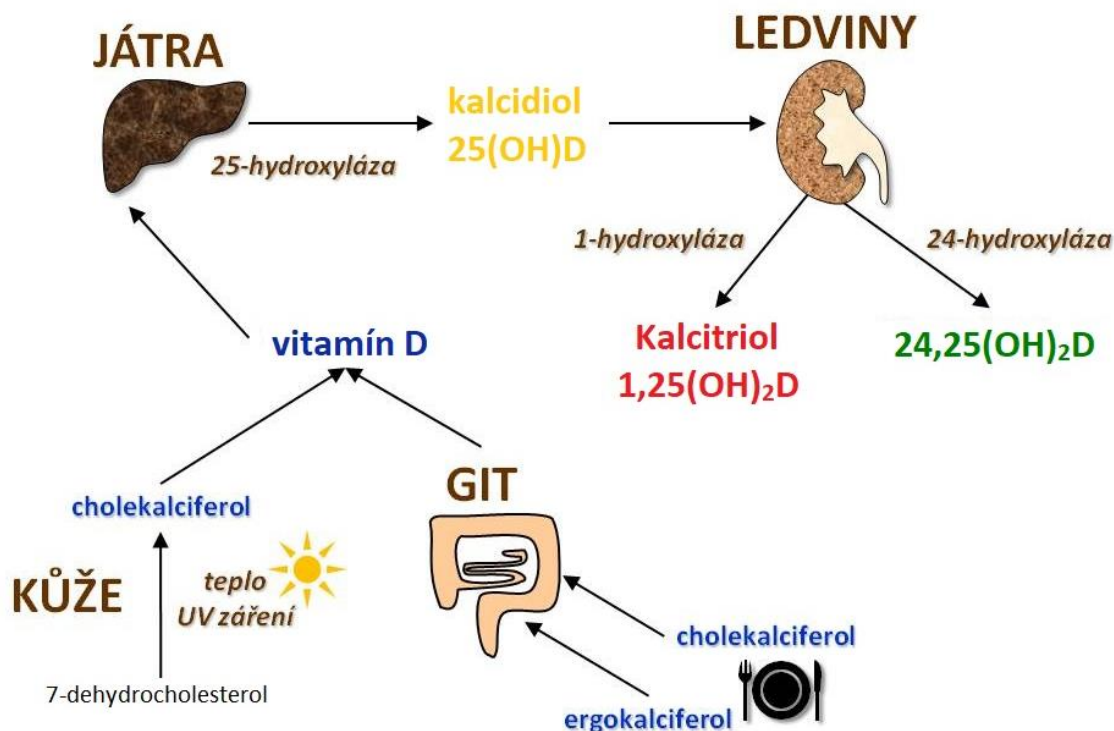 JÁTRA
LEDVINY
kalcidiol
25(OH)D
25-hydroxyláza
1-hydroxyláza
24-hydroxyláza
vitamín D
Kalcitriol
1,25(OH)₂D
24,25(OH)₂D
GIT
cholekalciferol
KŮŽE
teplo
UV záření
cholekalciferol
7-dehydrocholesterol
ergokalciferol